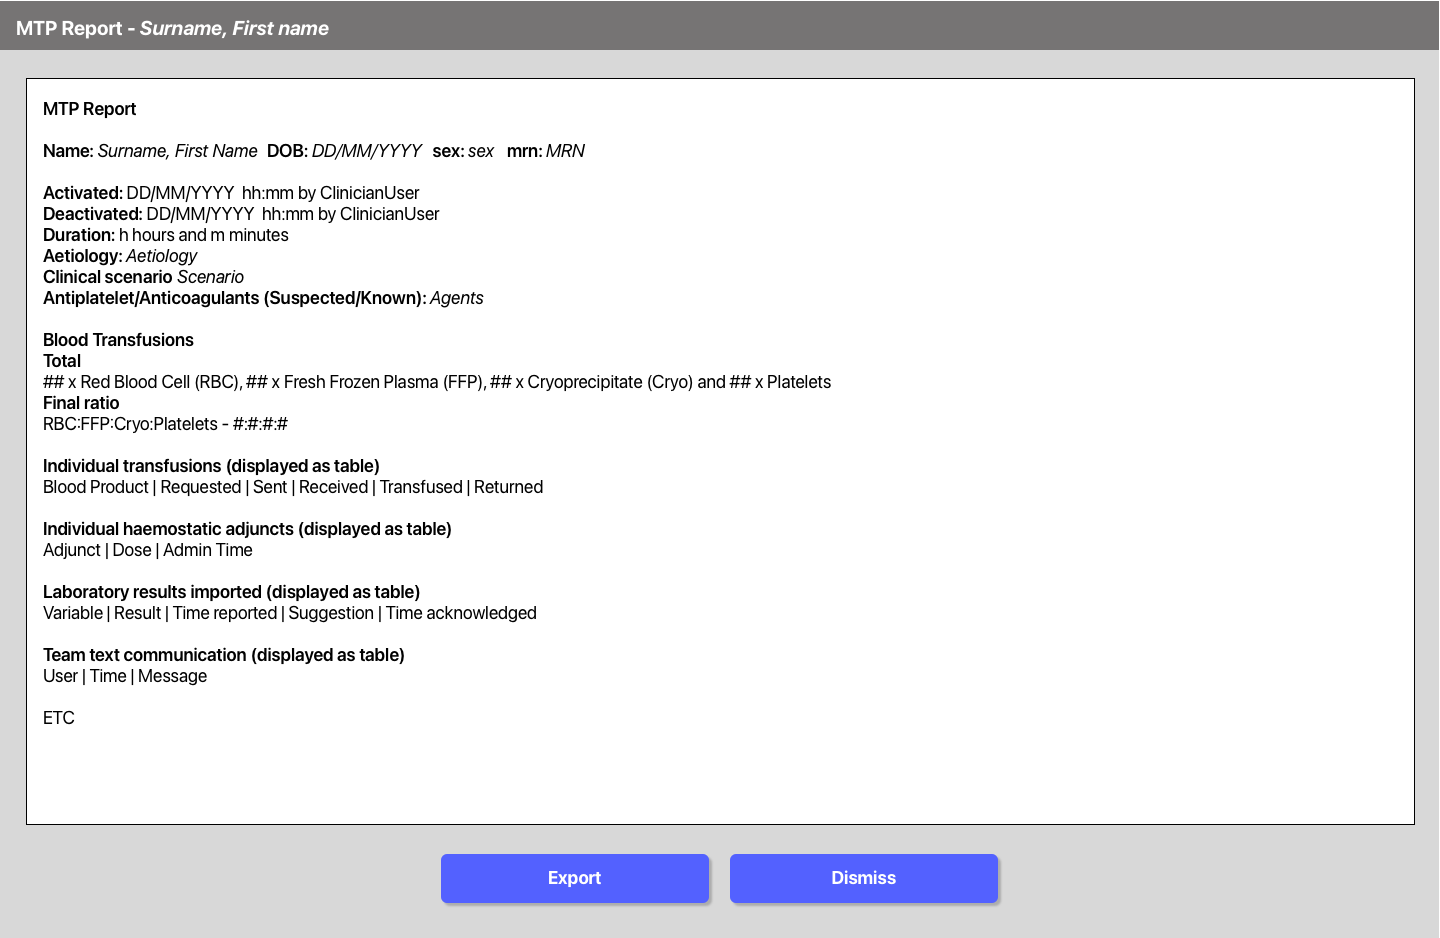 MTP Report - Surname, First name
MTP Report
Name: Surname, First Name DOB: DD/MM/YYYY sex: sex mrn: MRN
Activated: DD/MM/YYYY hh:mm by ClinicianUser
Deactivated: DD/MM/YYYY hh:mm by ClinicianUser
Duration: h hours and m minutes
Aetiology: Aetiology
Clinical scenario Scenario
Antiplatelet/Anticoagulants (Suspected/Known): Agents
Blood Transfusions
Total
## x Red Blood Cell (RBC), ## x Fresh Frozen Plasma (FFP), ## x Cryoprecipitate (Cryo) and ## x Platelets
Final ratio
RBC:FFP:Cryo:Platelets - #:#:#:#
Individual transfusions (displayed as table)
Blood Product | Requested | Sent | Received | Transfused | Returned
Individual haemostatic adjuncts (displayed as table)
Adjunct | Dose | Admin Time
Laboratory results imported (displayed as table)
Variable | Result | Time reported | Suggestion | Time acknowledged
Team text communication (displayed as table)
User | Time | Message
ETC
Export
Dismiss